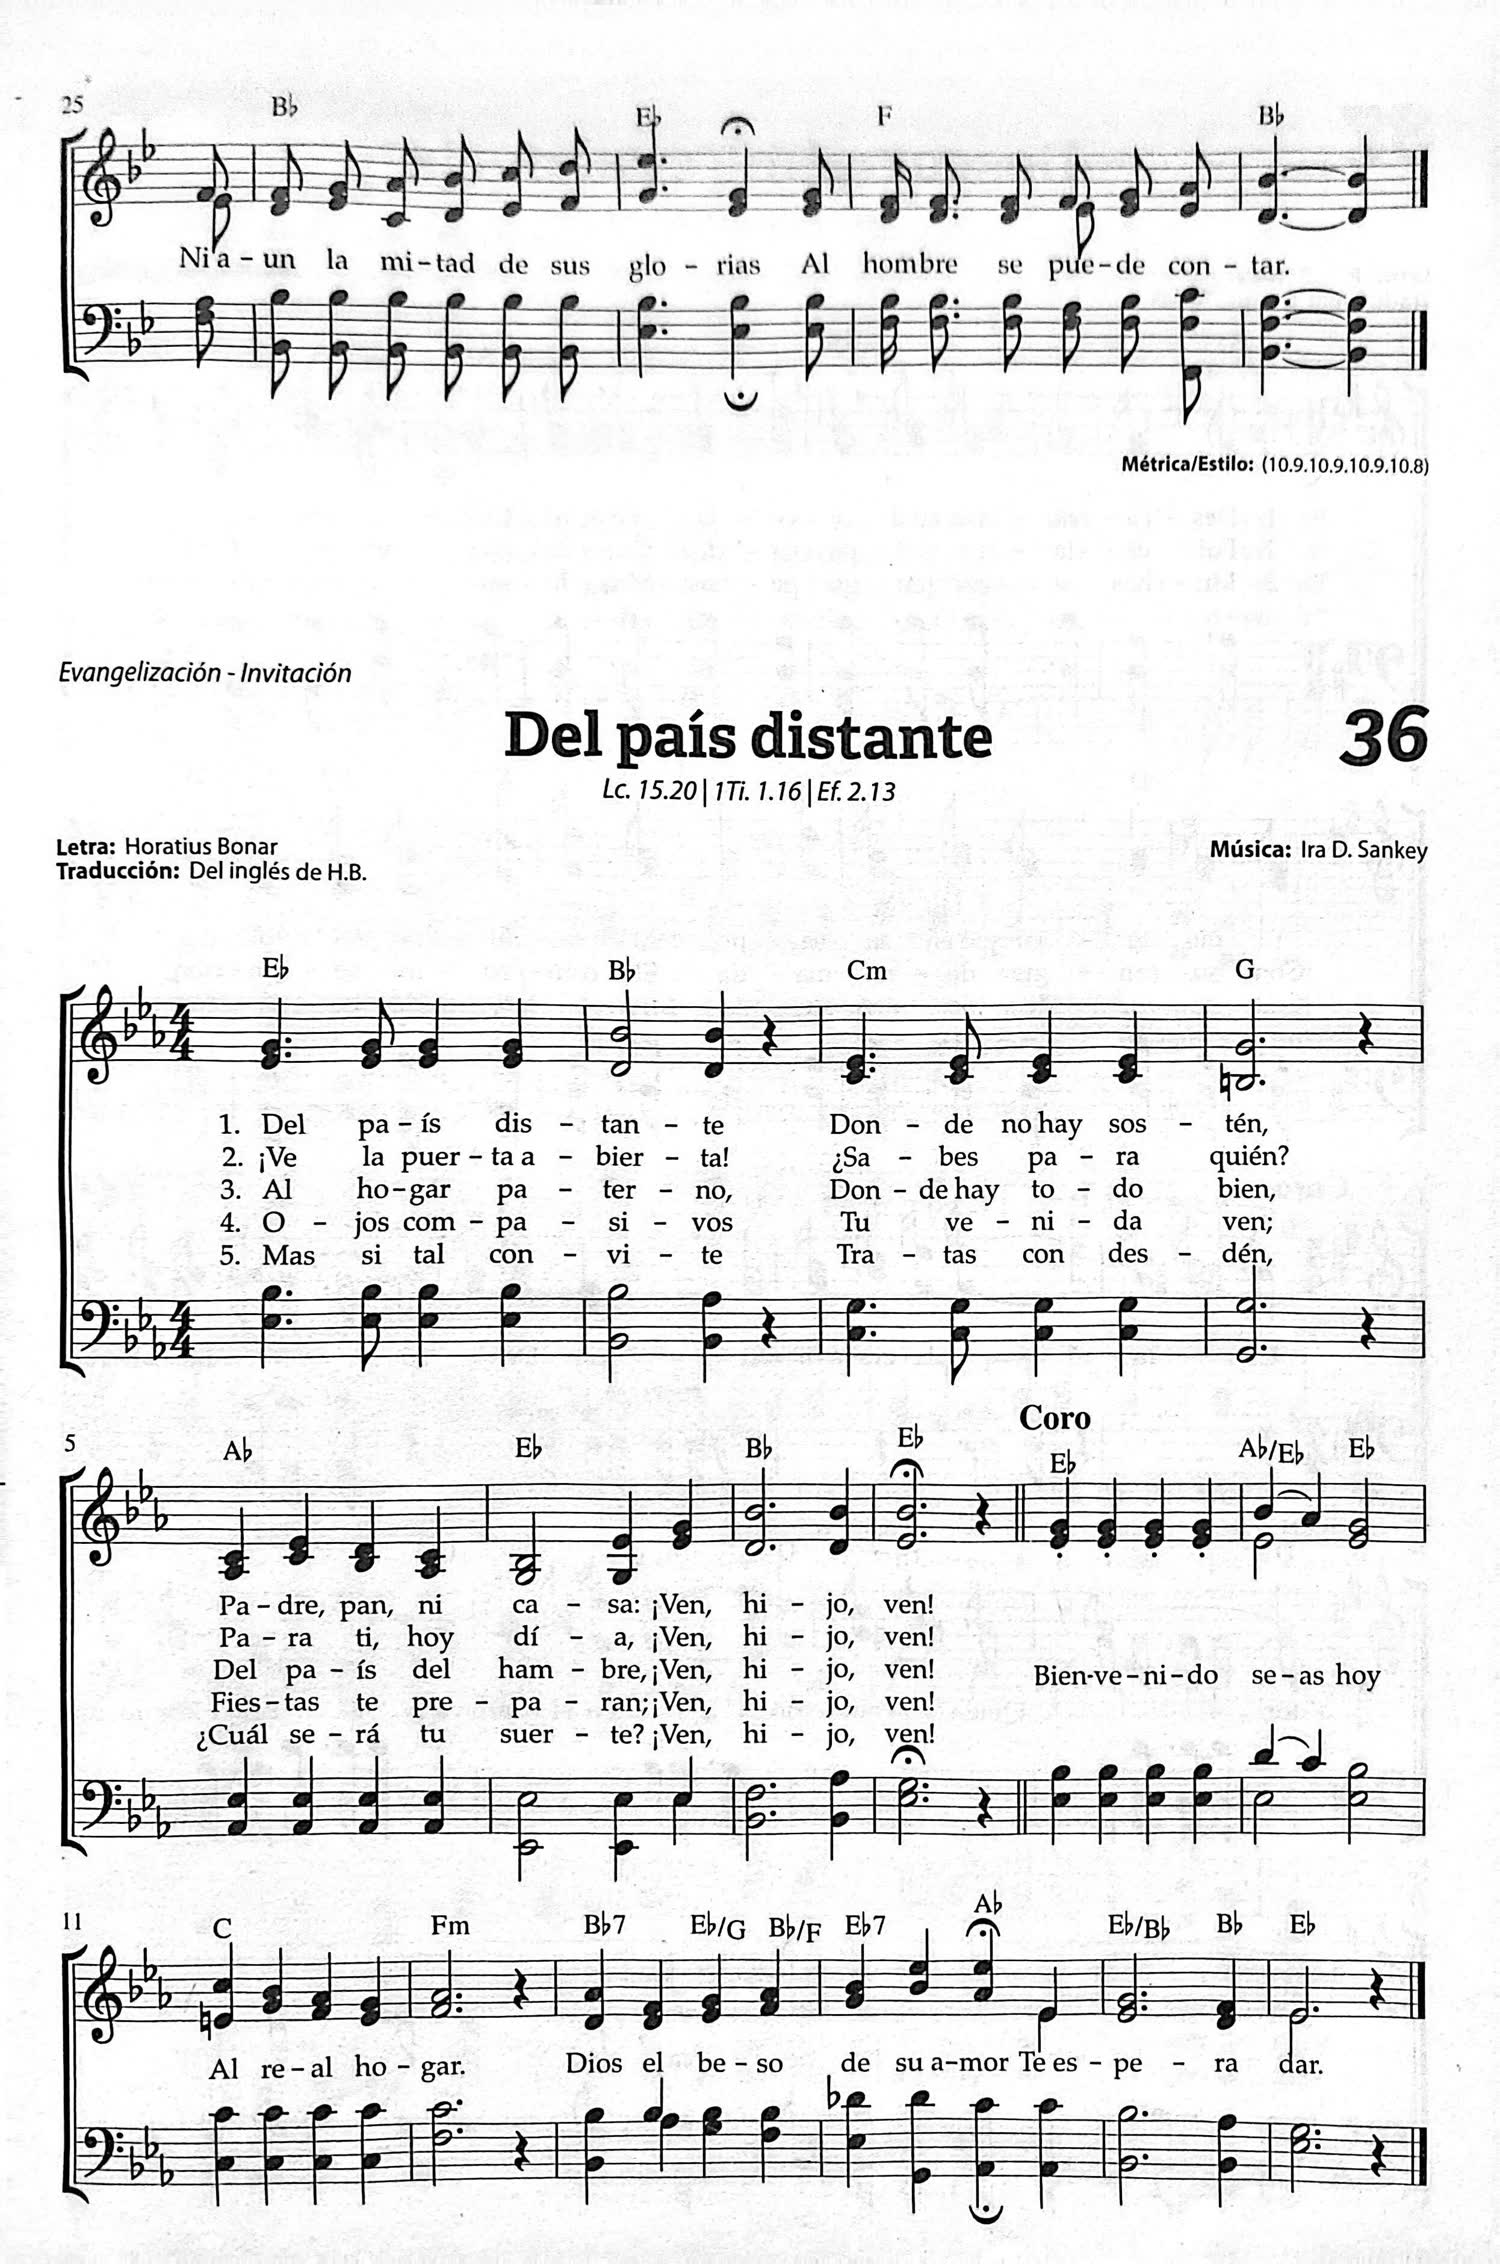 25 B♭ E♭ F B♭
Ni a – un la mi – tad de sus glo – rias Al hombre se pue – de con – tar.
Métrica/Estilo: (10.9.10.9.10.9.10.8)
Evangelización - Invitación
Del país distante 36
Lc. 15.20 | 1Ti. 1.16 | Ef. 2.13
Letra: Horatius Bonar
Traducción: Del inglés de H.B.
Música: Ira D. Sankey
E♭ B♭ Cm G
1. Del pa – ís dis – tan – te Don – de no hay sos – tén,
2. ¡Ve la puer – ta a – bier – ta! ¿Sa – bes pa – ra quién?
3. Al ho – gar pa – ter – no, Don – de hay to – do bien,
4. O – jos com – pa – si – vos Tu ve – ni – da ven;
5. Mas si tal con – vi – te Tra – tas con des – dén,
Coro
5 A♭ E♭ B♭ E♭ E♭ A♭/E♭ E♭
Pa – dre, pan, ni ca – sa: ¡Ven, hi – jo, ven!
Pa – ra ti, hoy dí – a, ¡Ven, hi – jo, ven!
Del pa – ís del ham – bre, ¡Ven, hi – jo, ven!
Fies – tas te pre – pa – ran; ¡Ven, hi – jo, ven!
¿Cuál se – rá tu suer – te? ¡Ven, hi – jo, ven!
Bien - ve – ni – do se – as hoy
11 C Fm B♭7 E♭/G B♭/F E♭7 A♭ E♭/B♭ B♭ E♭
Al re – al ho – gar. Dios el be – so de su a – mor Te es – pe – ra dar.